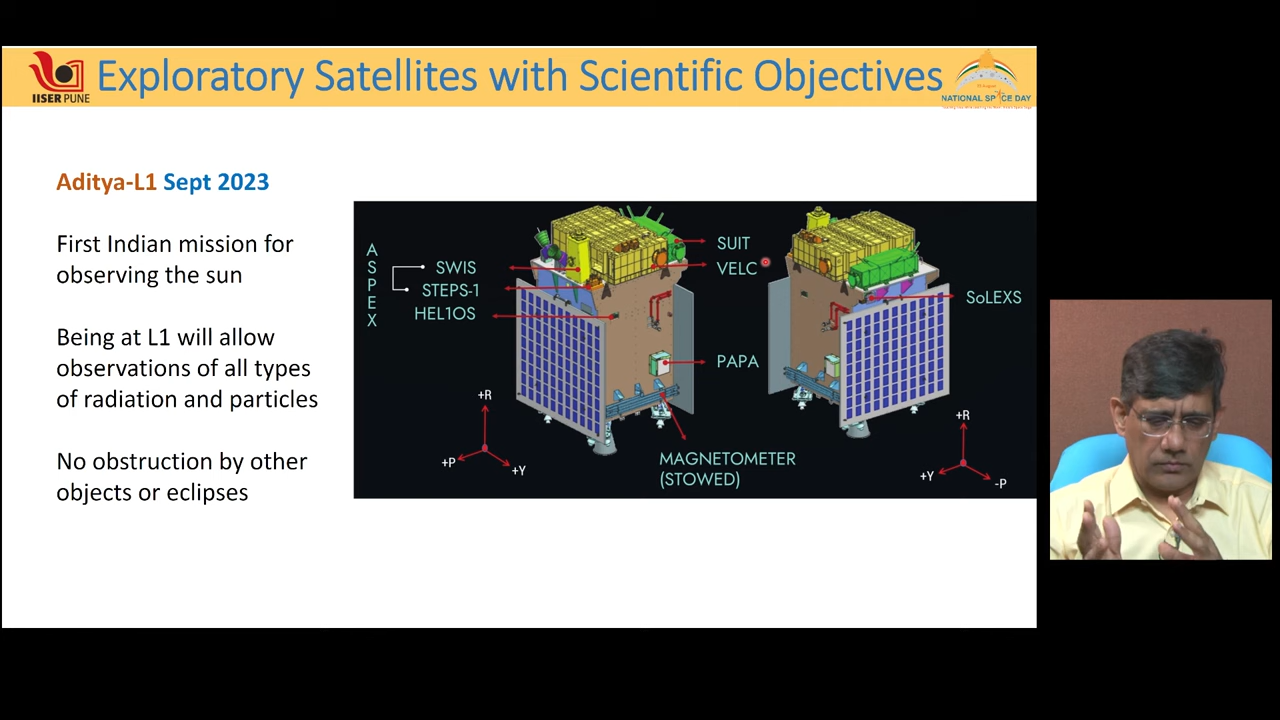 IISER PUNE
Exploratory Satellites with Scientific Objectives
NATIONAL SPACE DAY
Aditya-L1 Sept 2023
First Indian mission for
observing the sun
Being at L1 will allow
observations of all types
of radiation and particles
No obstruction by other
objects or eclipses
ASPEX
SWIS
STEPS-1
HEL1OS
SUIT
VELC
PAPA
MAGNETOMETER
(STOWED)
+R
+P
+Y
SoLEXS
+R
+Y
-P